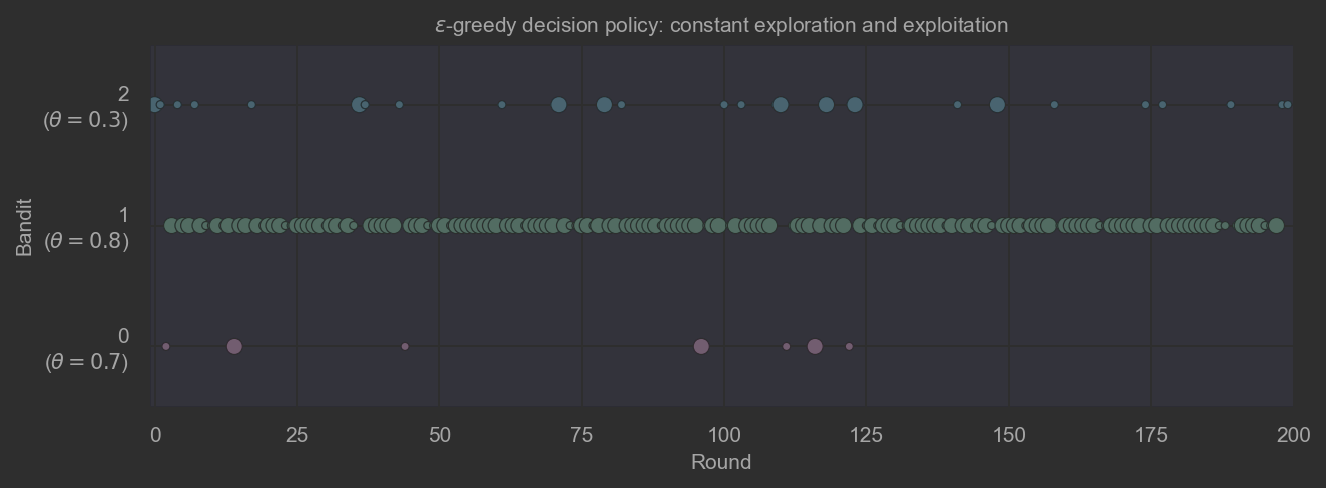 ε-greedy decision policy: constant exploration and exploitation
Bandit
2
(θ = 0.3)
1
(θ = 0.8)
0
(θ = 0.7)
0 25 50 75 100 125 150 175 200
Round